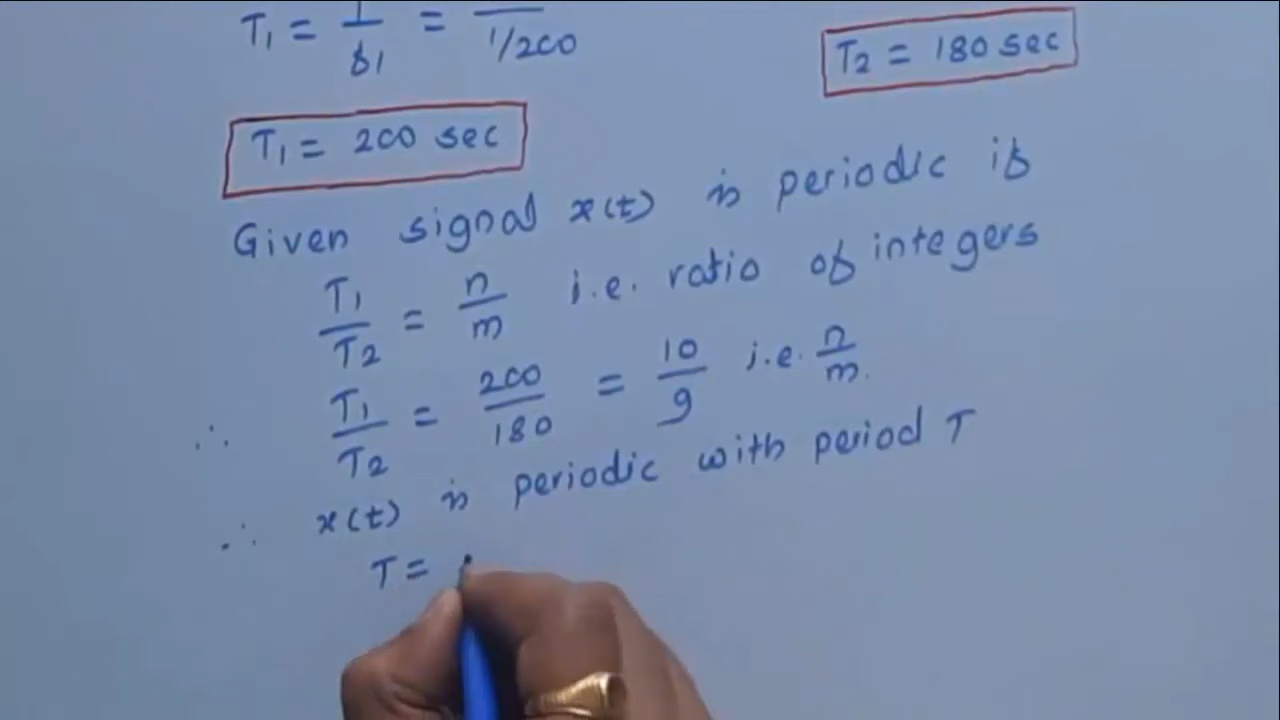 T₁ = 1/f₁ = 1/200
T₂ = 180 sec
T₁ = 200 sec
Given signal x(t) is periodic if
T₁/T₂ = n/m i.e. ratio of integers
∴ T₁/T₂ = 200/180 = 10/9 i.e. n/m.
∴ x(t) is periodic with period T
T =